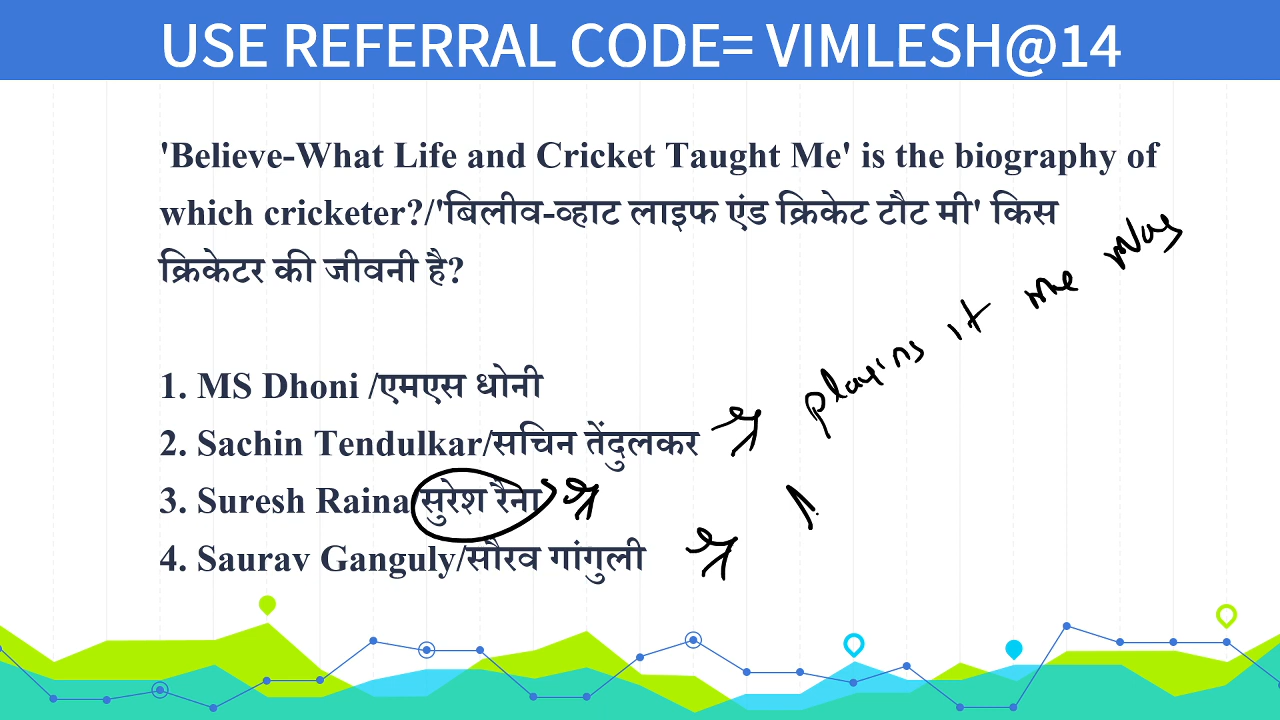 USE REFERRAL CODE= VIMLESH@14
'Believe-What Life and Cricket Taught Me' is the biography of
which cricketer?/'बिलीव-व्हाट लाइफ एंड क्रिकेट टौट मी' किस
क्रिकेटर की जीवनी है?
1. MS Dhoni /एमएस धोनी
2. Sachin Tendulkar/सचिन तेंदुलकर
playing it
3. Suresh Raina/सुरेश रैना
4. Saurav Ganguly/सौरव गांगुली